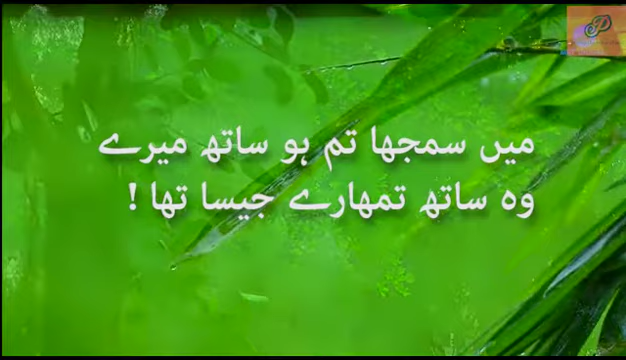 میں سمجھا تم ہو ساتھ میرے
وہ ساتھ تمہارے جیسا تھا !